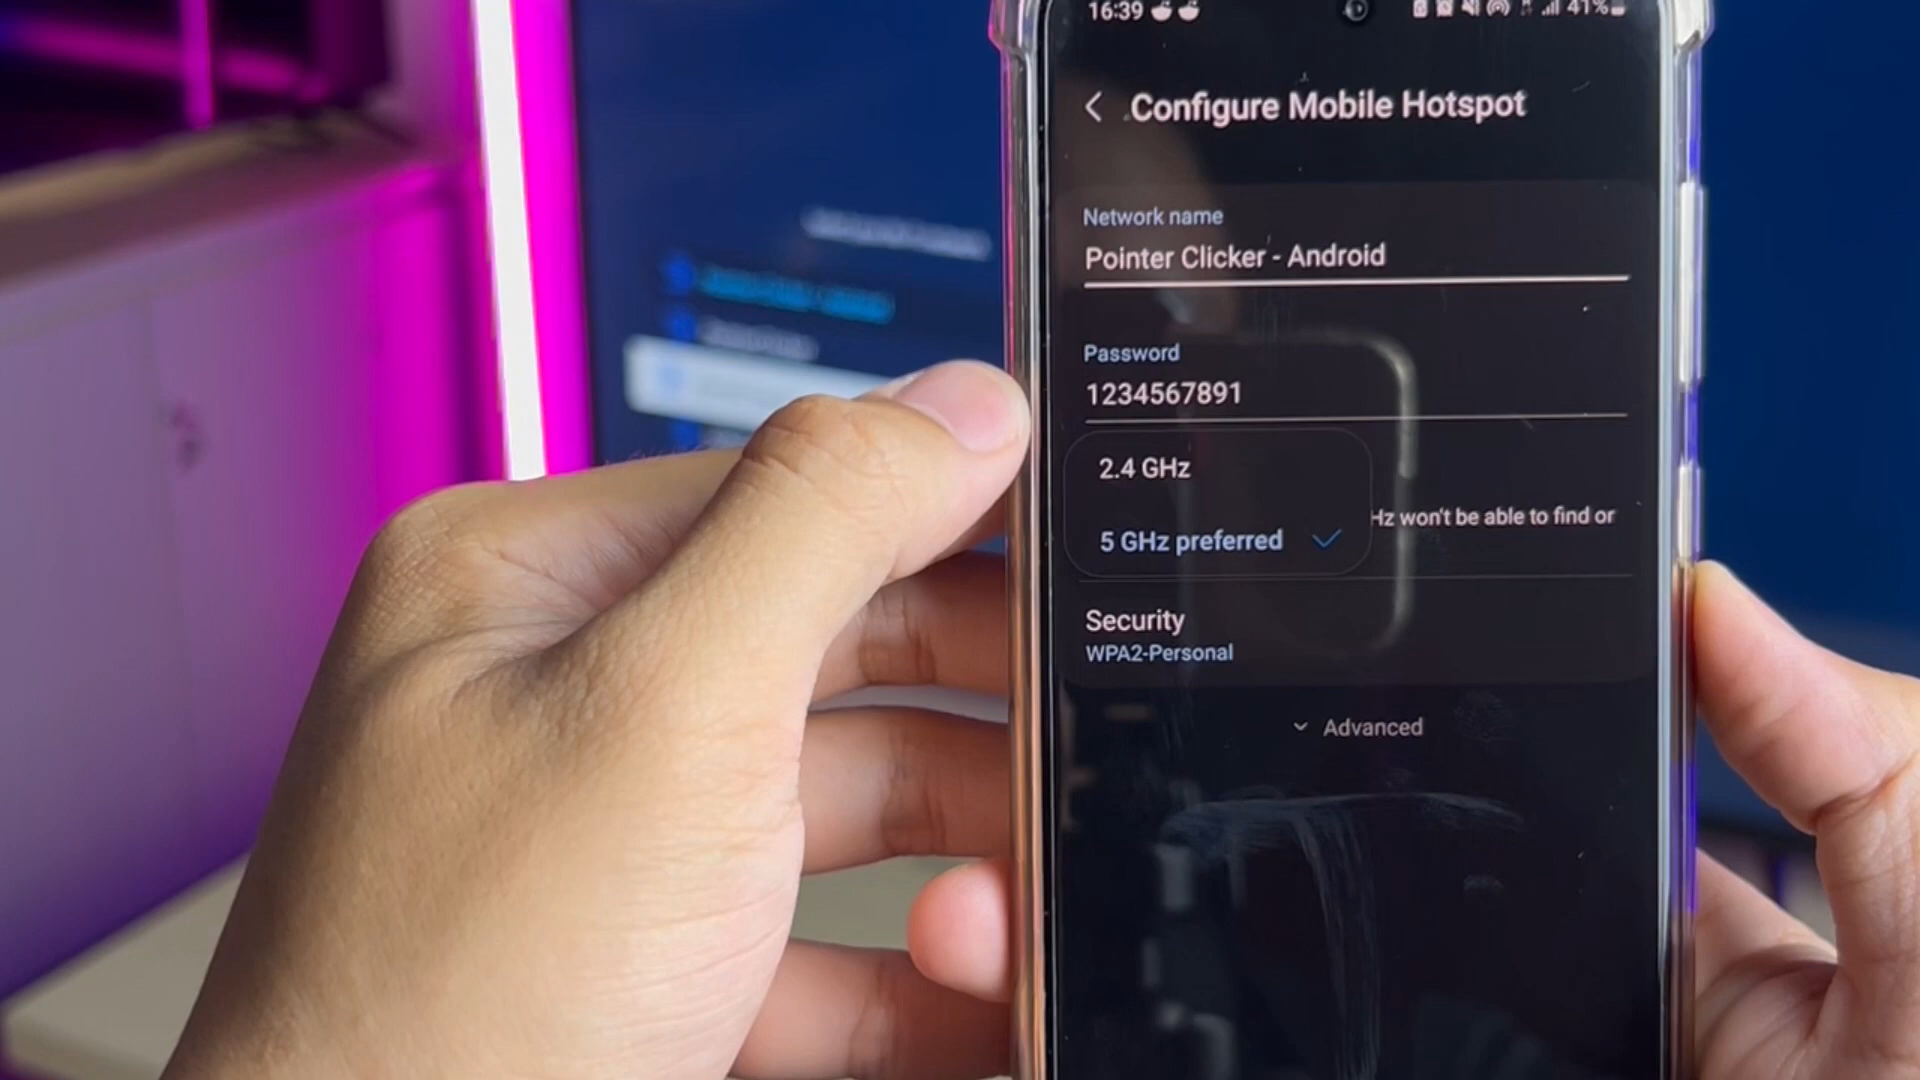 16:39 41%
Configure Mobile Hotspot
Network name
Pointer Clicker - Android
Password
1234567891
2.4 GHz
Hz won't be able to find or
5 GHz preferred
Security
WPA2-Personal
Advanced